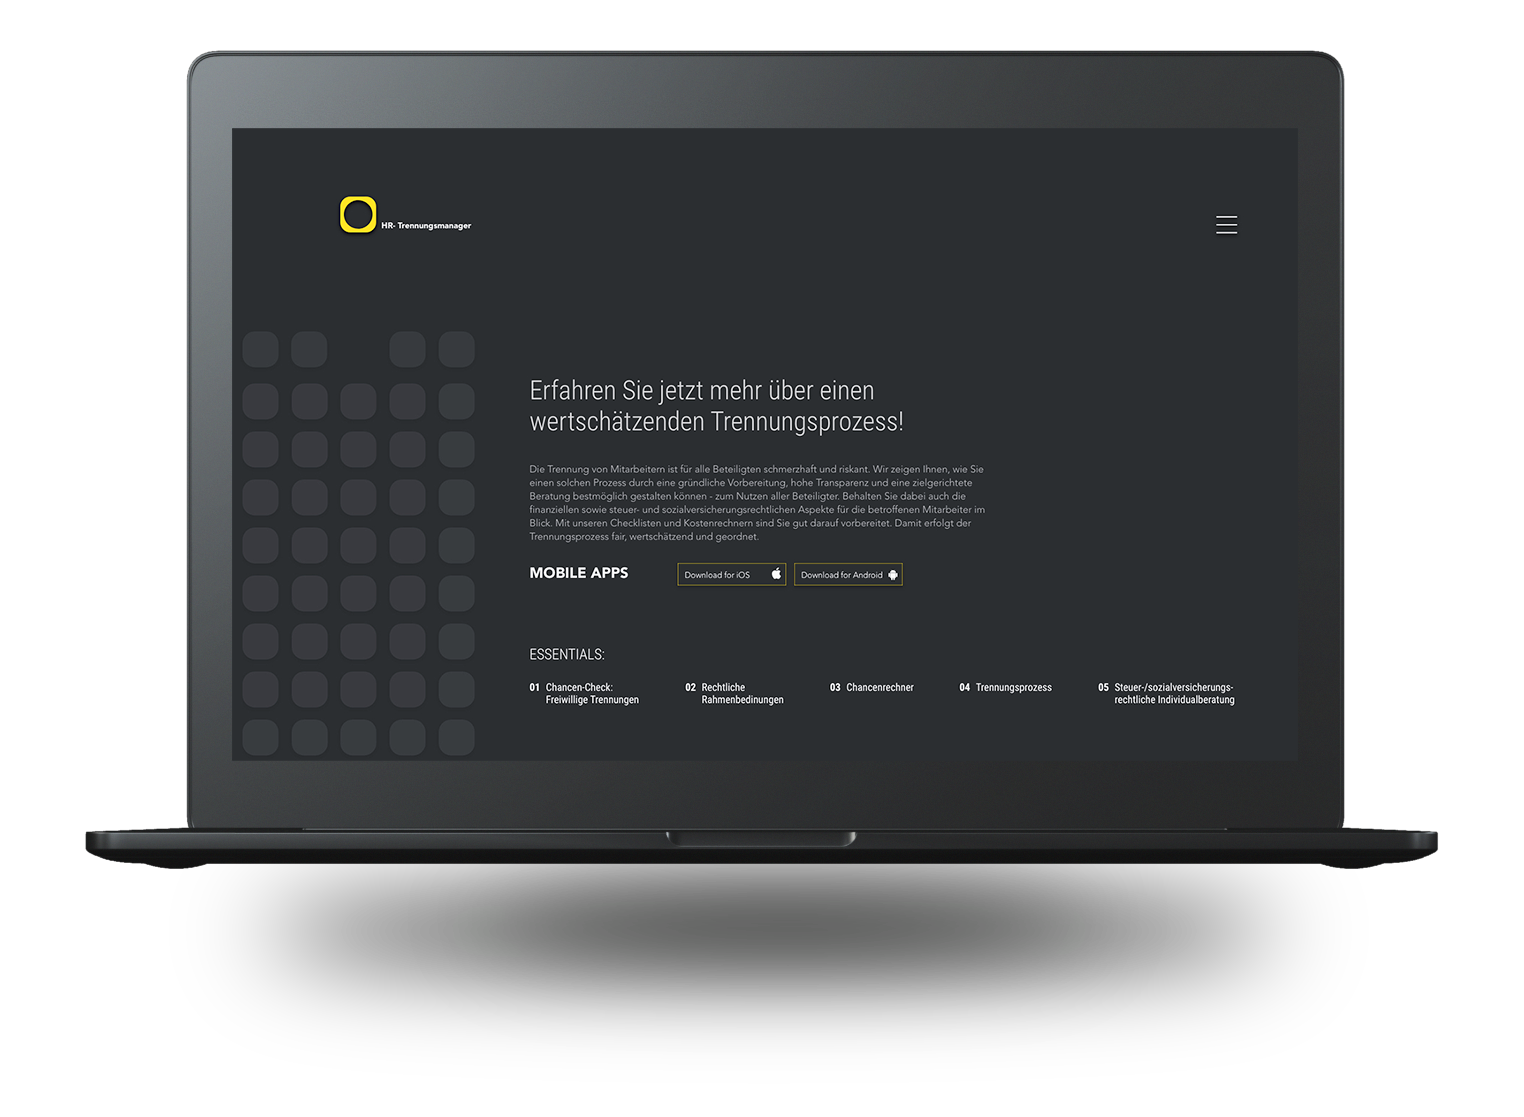 HR- Trennungsmanager
Erfahren Sie jetzt mehr über einen
wertschätzenden Trennungsprozess!
Die Trennung von Mitarbeitern ist für alle Beteiligten schmerzhaft und riskant. Wir zeigen Ihnen, wie Sie
einen solchen Prozess durch eine gründliche Vorbereitung, hohe Transparenz und eine zielgerichtete
Beratung bestmöglich gestalten können - zum Nutzen aller Beteiligter. Behalten Sie dabei auch die
finanziellen sowie steuer- und sozialversicherungsrechtlichen Aspekte für die betroffenen Mitarbeiter im
Blick. Mit unseren Checklisten und Kostenrechnern sind Sie gut darauf vorbereitet. Damit erfolgt der
Trennungsprozess fair, wertschätzend und geordnet.
MOBILE APPS
Download for iOS
Download for Android
ESSENTIALS:
01 Chancen-Check:
Freiwillige Trennungen
02 Rechtliche
Rahmenbedinungen
03 Chancenrechner
04 Trennungsprozess
05 Steuer-/sozialversicherungs-
rechtliche Individualberatung